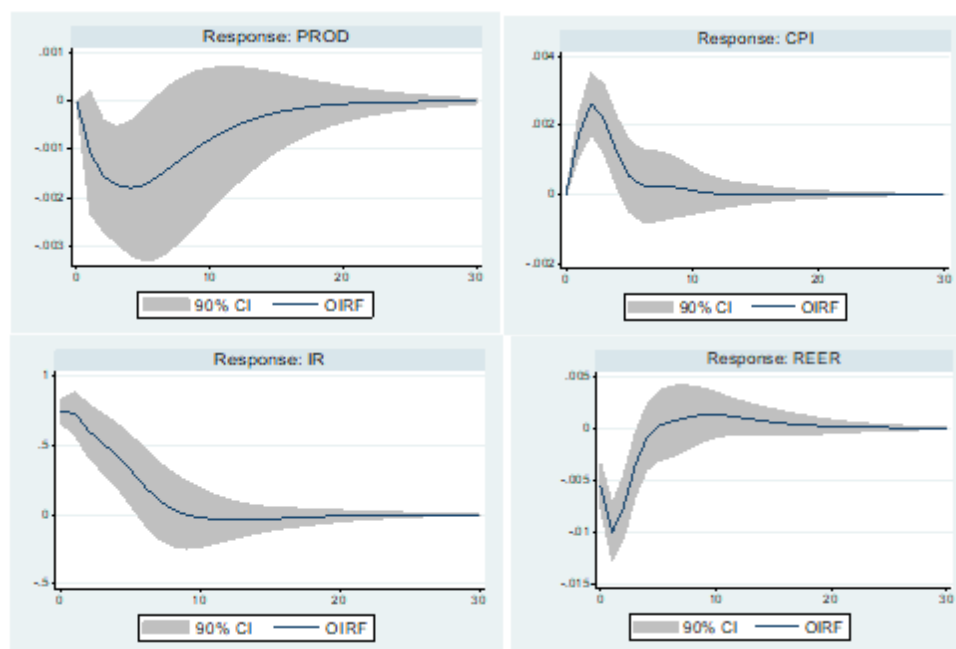 Response: PROD
.001
0
-.001
-.002
-.003
0 10 20 30
90% CI OIRF
Response: CPI
.004
.002
0
-.002
0 10 20 30
90% CI OIRF
Response: IR
1
.5
0
-.5
0 10 20 30
90% CI OIRF
Response: REER
.005
0
-.005
-.01
-.015
0 10 20 30
90% CI OIRF